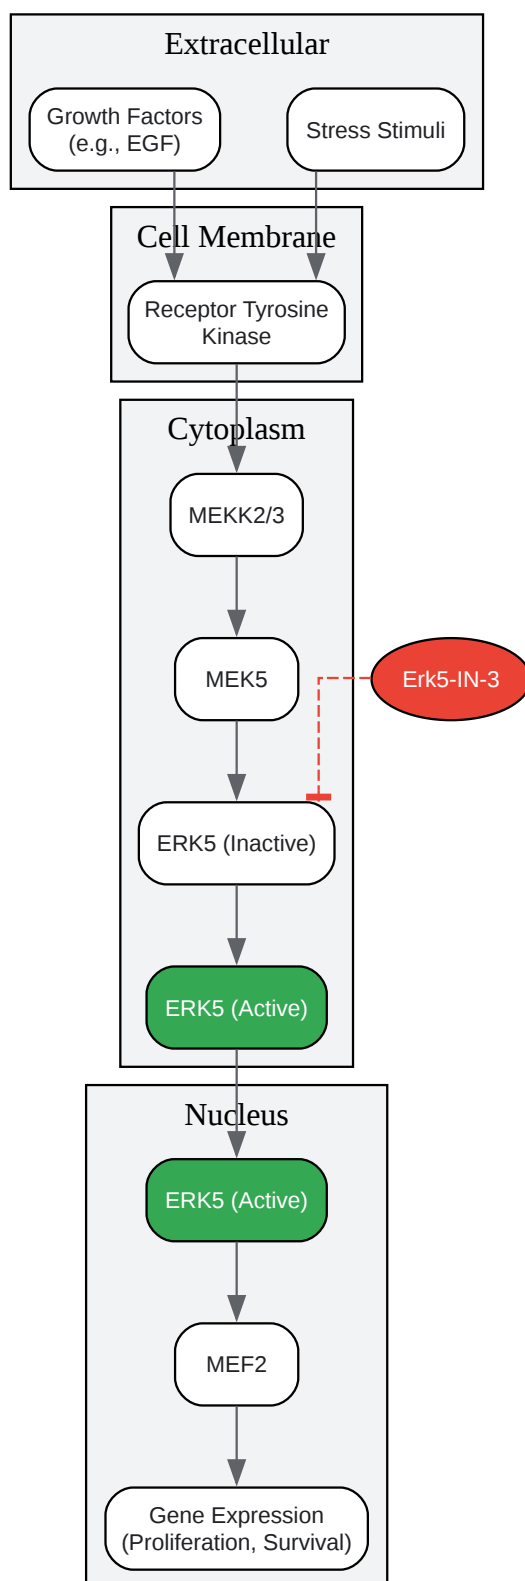 Extracellular
Growth Factors
(e.g., EGF)
Stress Stimuli
Cell Membrane
Receptor Tyrosine
Kinase
Cytoplasm
MEKK2/3
MEK5
Erk5-IN-3
ERK5 (Inactive)
ERK5 (Active)
Nucleus
ERK5 (Active)
MEF2
Gene Expression
(Proliferation, Survival)